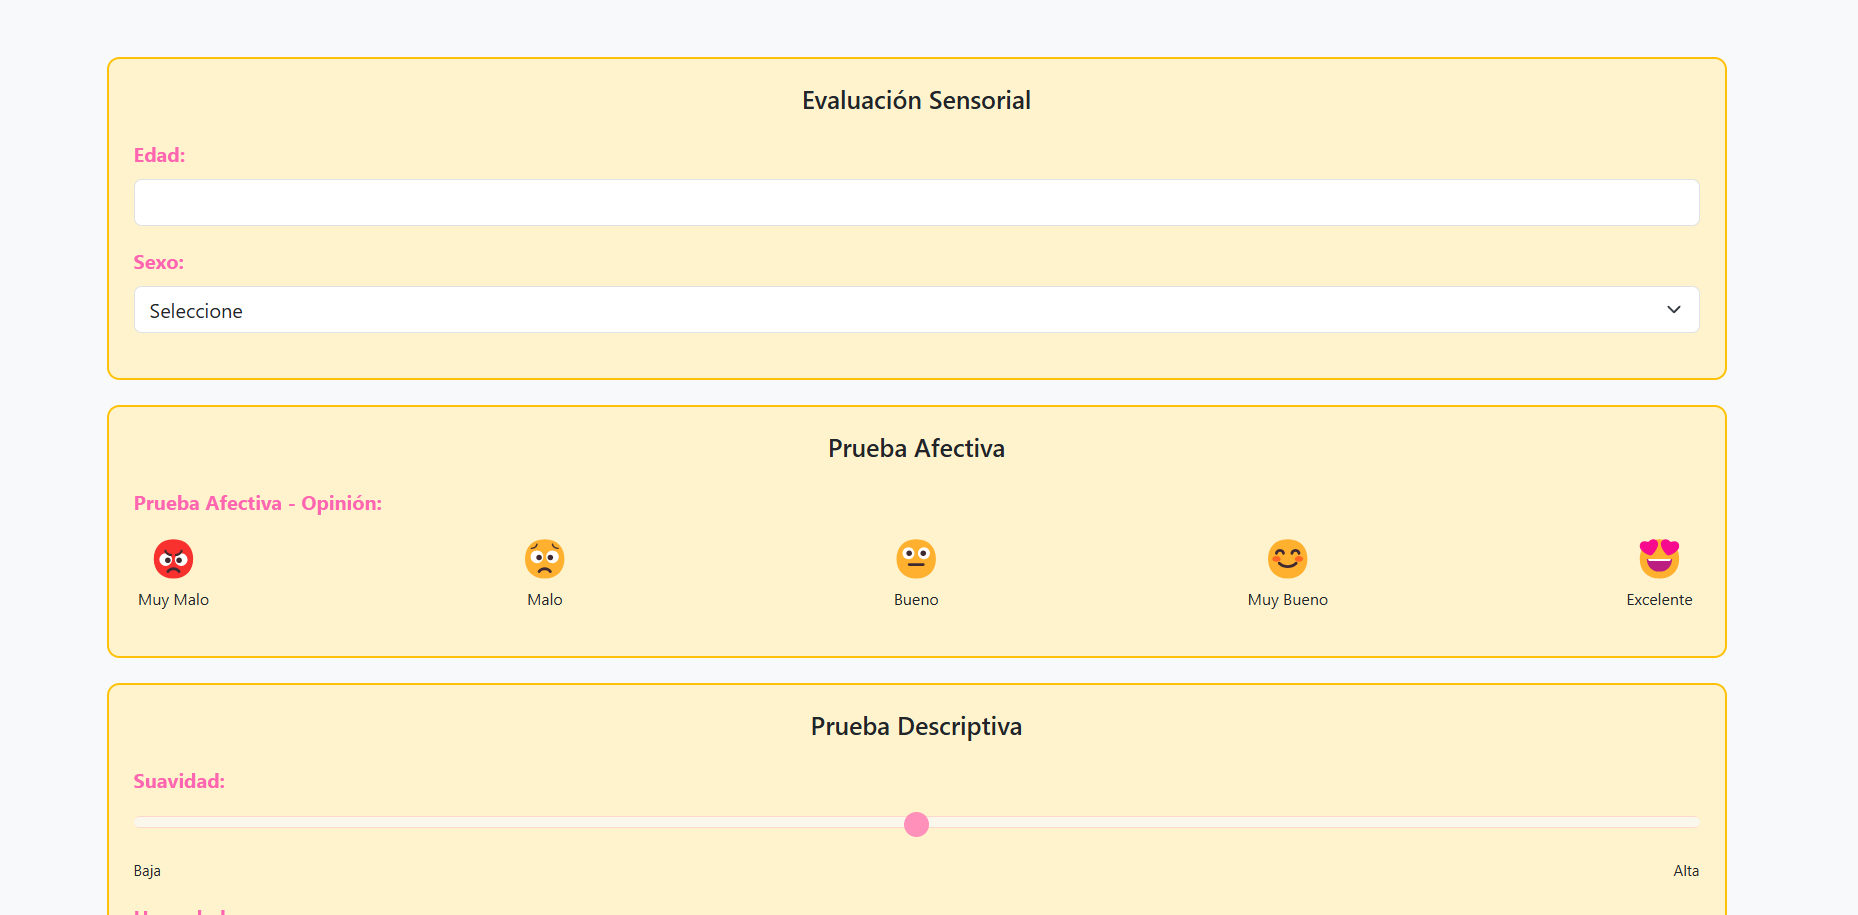 Evaluación Sensorial
Edad:
Sexo:
Seleccione
Prueba Afectiva
Prueba Afectiva - Opinión:
Muy Malo Malo Bueno Muy Bueno Excelente
Prueba Descriptiva
Suavidad:
Baja Alta